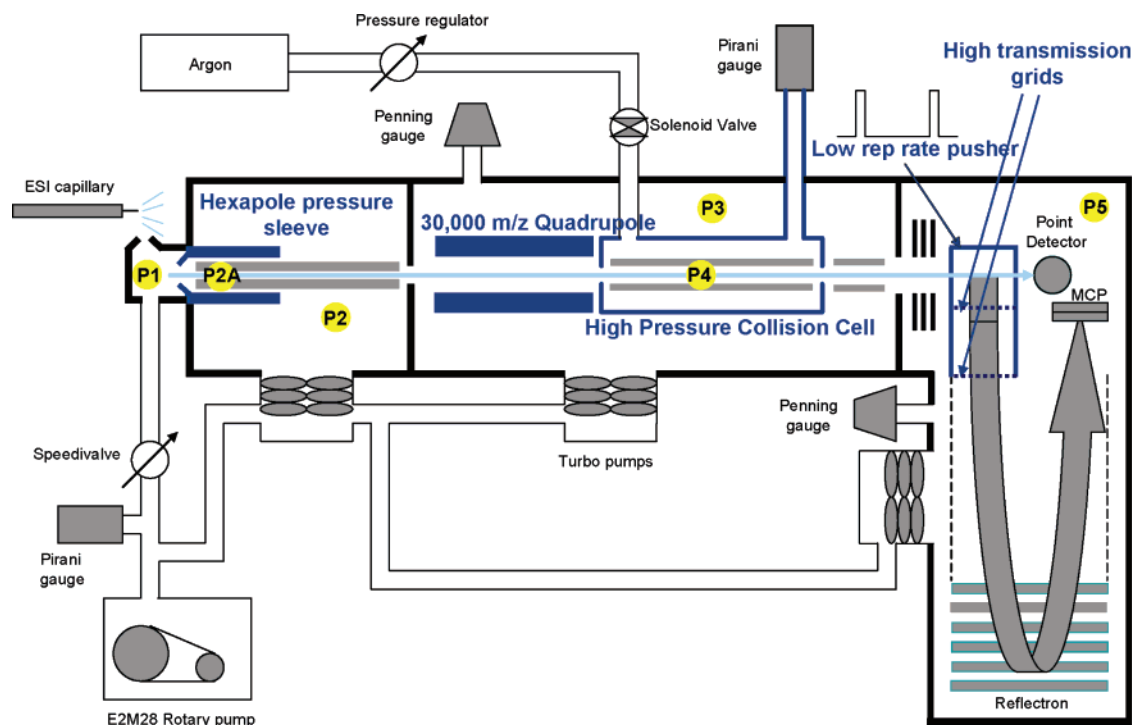 Pressure regulator
Argon
Pirani
gauge
High transmission
grids
Penning
gauge
Solenoid Valve
Low rep rate pusher
ESI capillary
Hexapole pressure
sleeve
30,000 m/z Quadrupole
P3
P5
Point
Detector
P1
P2A
P4
MCP
P2
High Pressure Collision Cell
Penning
gauge
Speedivalve
Turbo pumps
Pirani
gauge
Reflectron
E2M28 Rotary pump